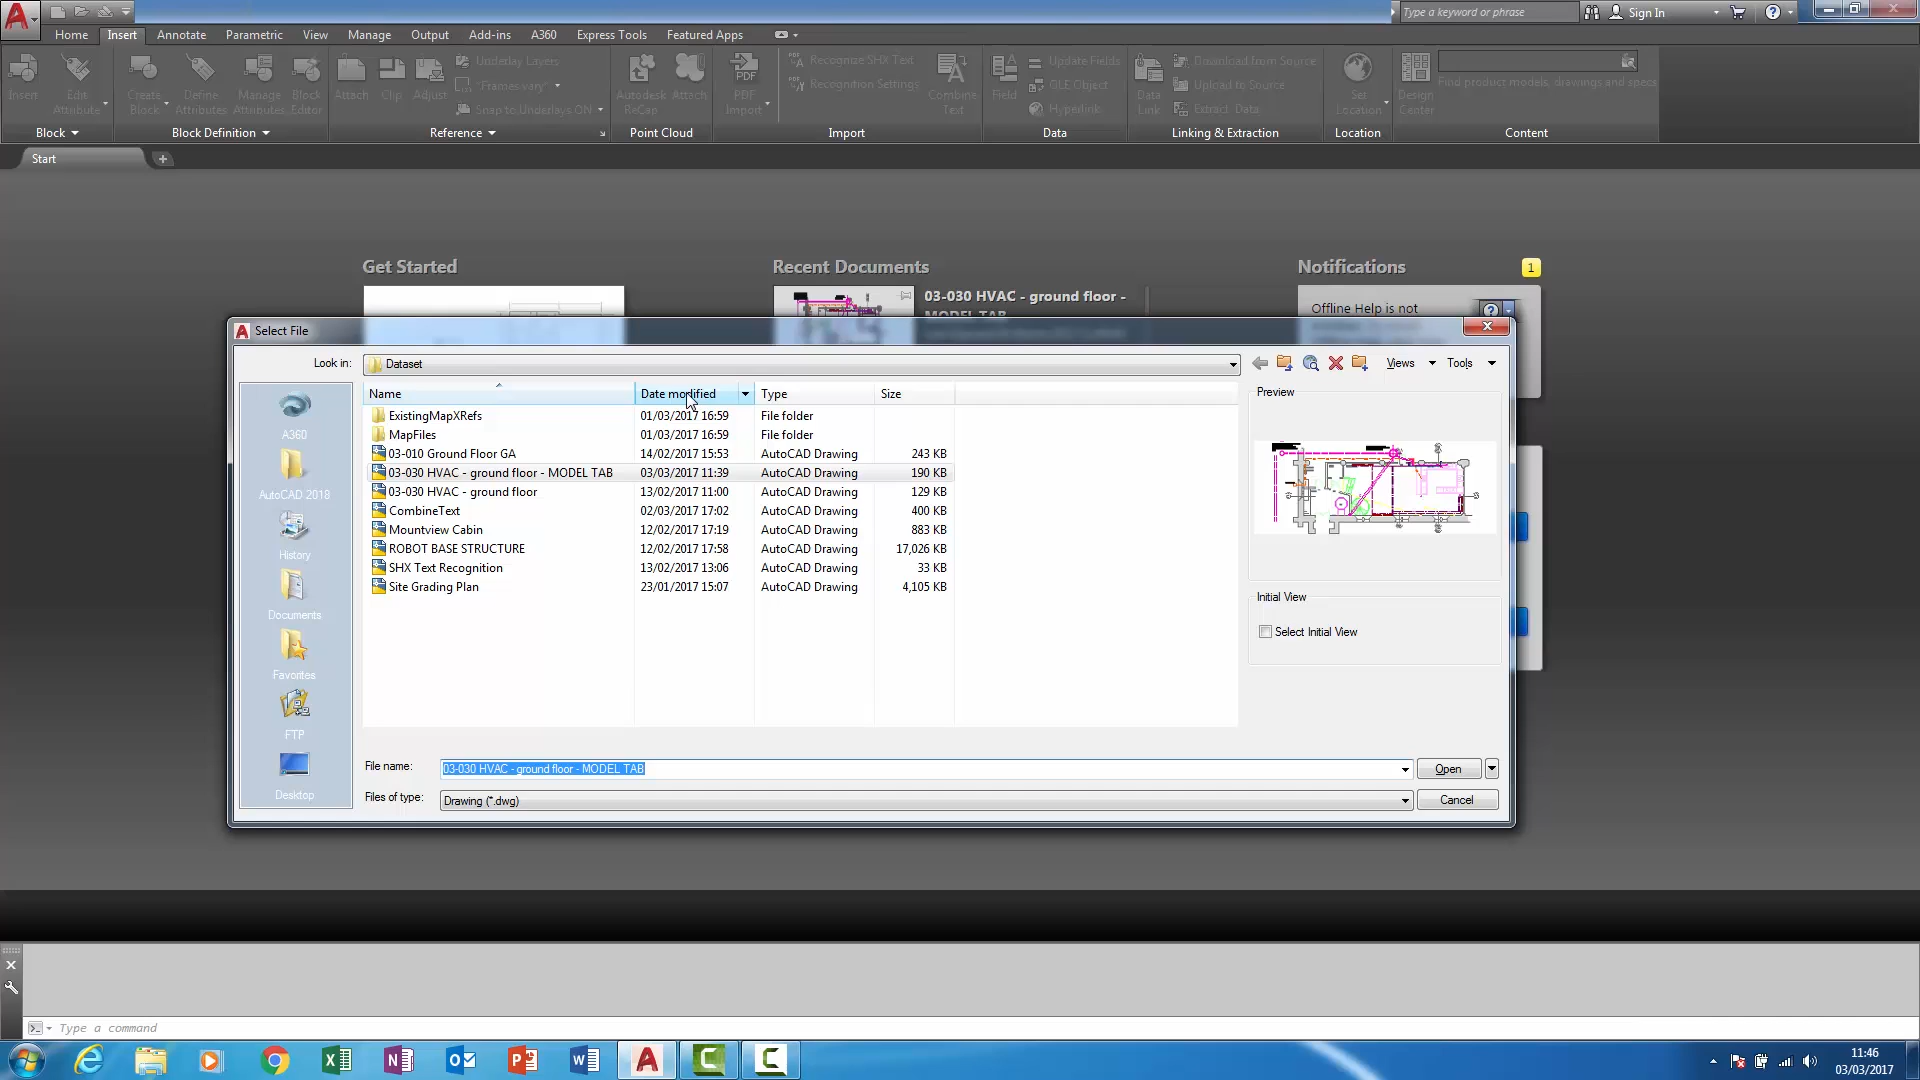 Type a keyword or phrase
Sign In
Home Insert Annotate Parametric View Manage Output Add-ins A360 Express Tools Featured Apps
Insert
Edit Attribute
Create Block
Define Attributes
Manage Attributes
Block Editor
Attach
Clip
Adjust
Underlay Layers
*Frames vary*
Snap to Underlays ON
Autodesk ReCap
Attach
PDF Import
Recognize SHX Text
Recognition Settings
Combine Text
Field
Update Fields
OLE Object
Hyperlink
Data Link
Download from Source
Upload to Source
Extract Data
Set Location
Design Center
Find product models, drawings and specs
Block
Block Definition
Reference
Point Cloud
Import
Data
Linking & Extraction
Location
Content
Start
Get Started
Recent Documents
Notifications
1
03-030 HVAC - ground floor -
MODEL TAB
Offline Help is not
Select File
Look in: Dataset
Views Tools
Name Date modified Type Size
ExistingMapXRefs 01/03/2017 16:59 File folder
MapFiles 01/03/2017 16:59 File folder
03-010 Ground Floor GA 14/02/2017 15:53 AutoCAD Drawing 243 KB
03-030 HVAC - ground floor - MODEL TAB 03/03/2017 11:39 AutoCAD Drawing 190 KB
03-030 HVAC - ground floor 13/02/2017 11:00 AutoCAD Drawing 129 KB
CombineText 02/03/2017 17:02 AutoCAD Drawing 400 KB
Mountview Cabin 12/02/2017 17:19 AutoCAD Drawing 883 KB
ROBOT BASE STRUCTURE 12/02/2017 17:58 AutoCAD Drawing 17,026 KB
SHX Text Recognition 13/02/2017 13:06 AutoCAD Drawing 33 KB
Site Grading Plan 23/01/2017 15:07 AutoCAD Drawing 4,105 KB
A360
AutoCAD 2018
History
Documents
Favorites
FTP
Desktop
Preview
Initial View
Select Initial View
File name: 03-030 HVAC - ground floor - MODEL TAB
Open
Files of type: Drawing (*.dwg)
Cancel
Type a command
11:46
03/03/2017